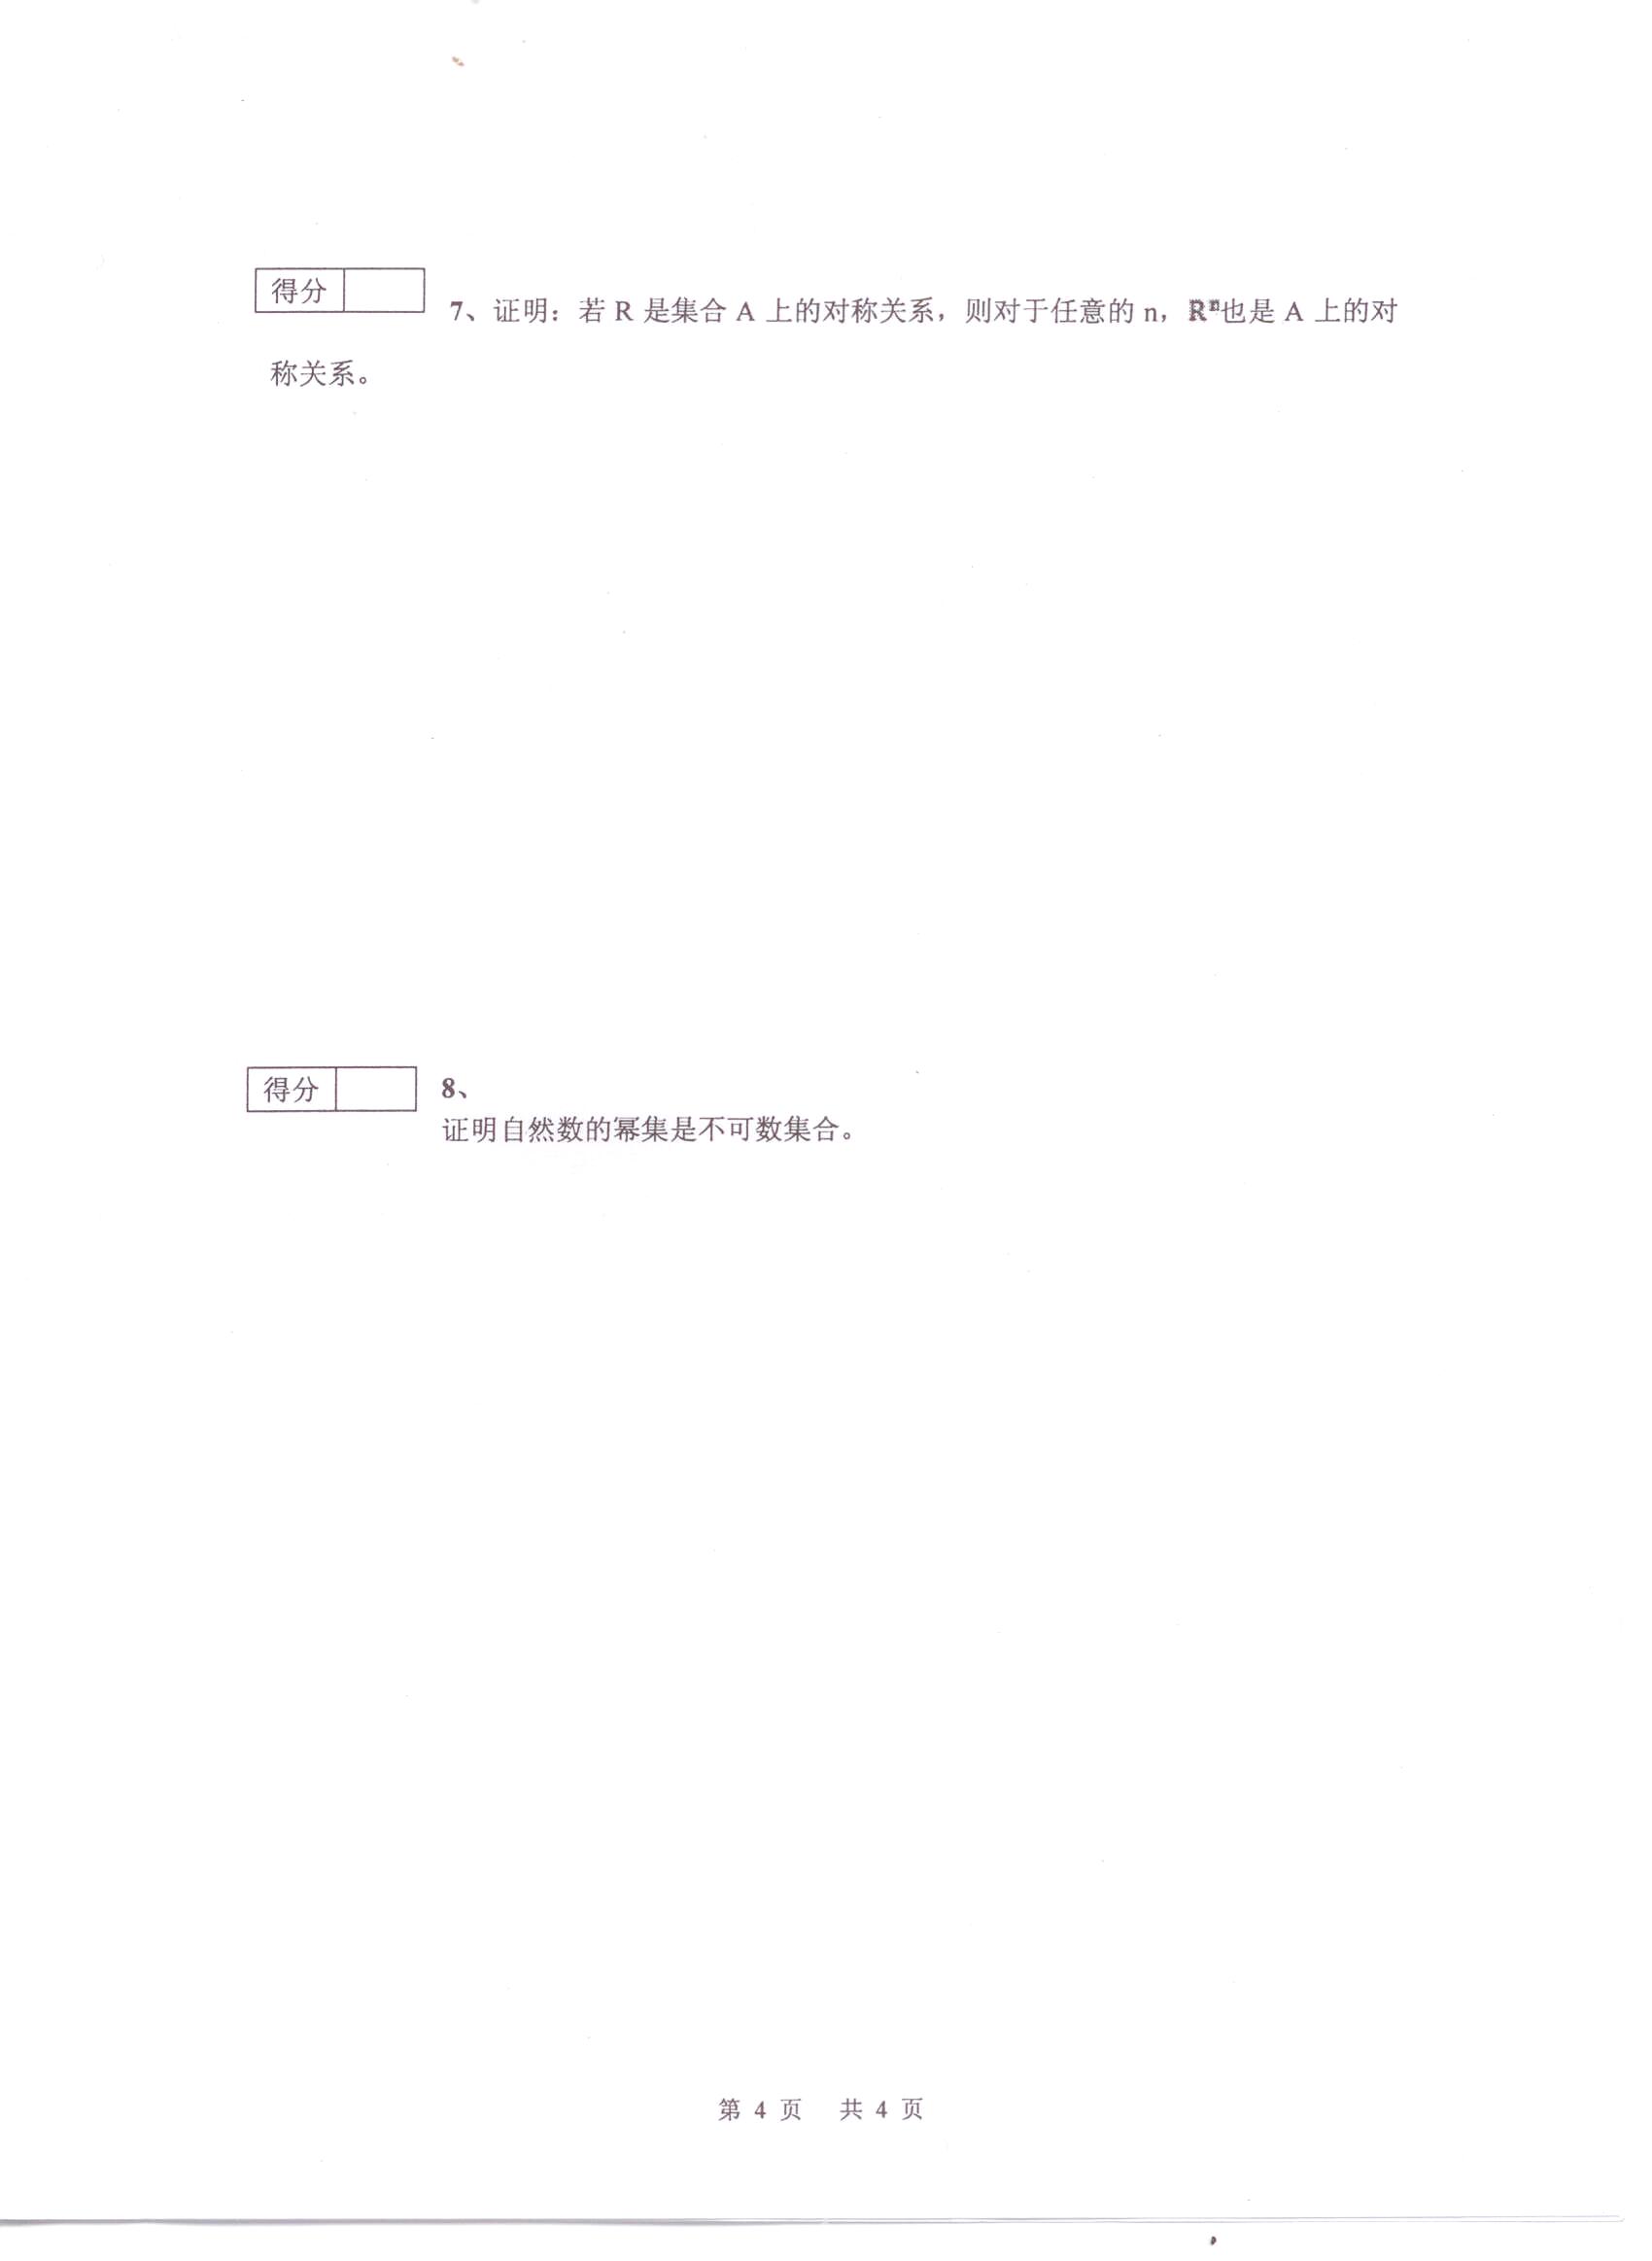 得分
7、证明：若 R 是集合 A 上的对称关系，则对于任意的 n，Rⁿ也是 A 上的对
称关系。
得分
8、
证明自然数的幂集是不可数集合。
第 4 页 共 4 页